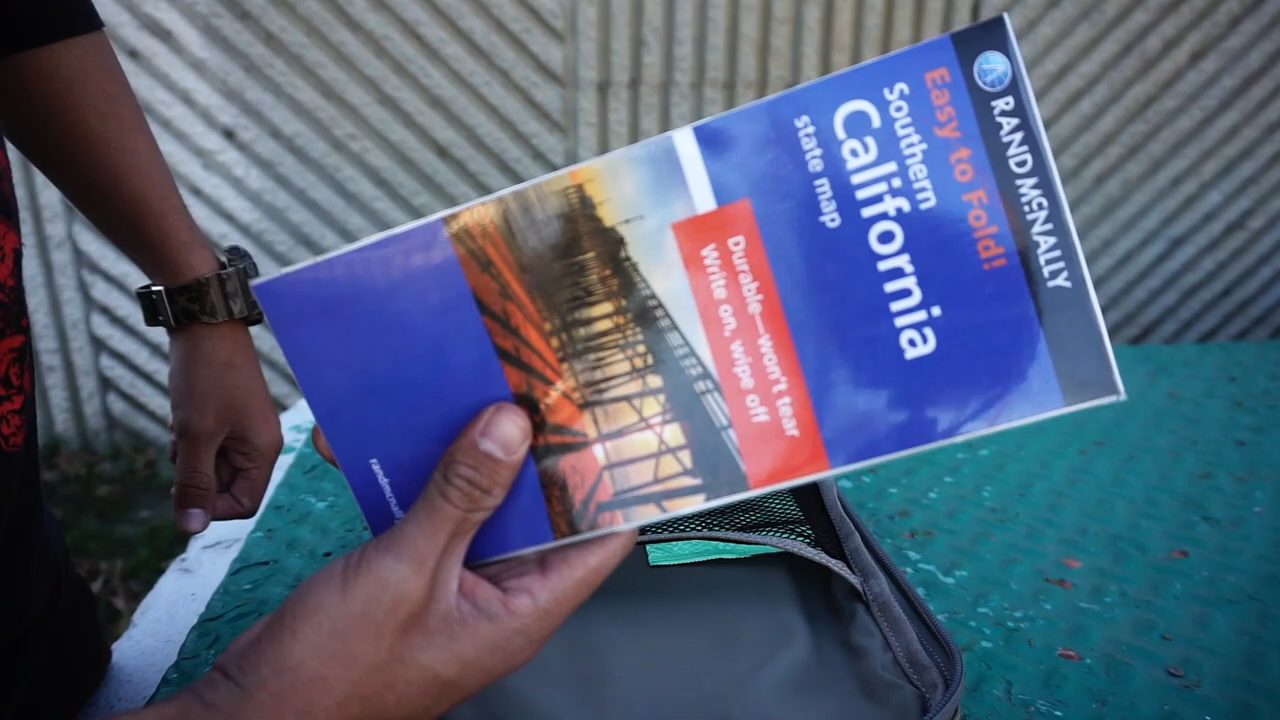 RAND MCNALLY
Easy to Fold!
Southern
California
state map
Durable—won't tear
Write on, wipe off